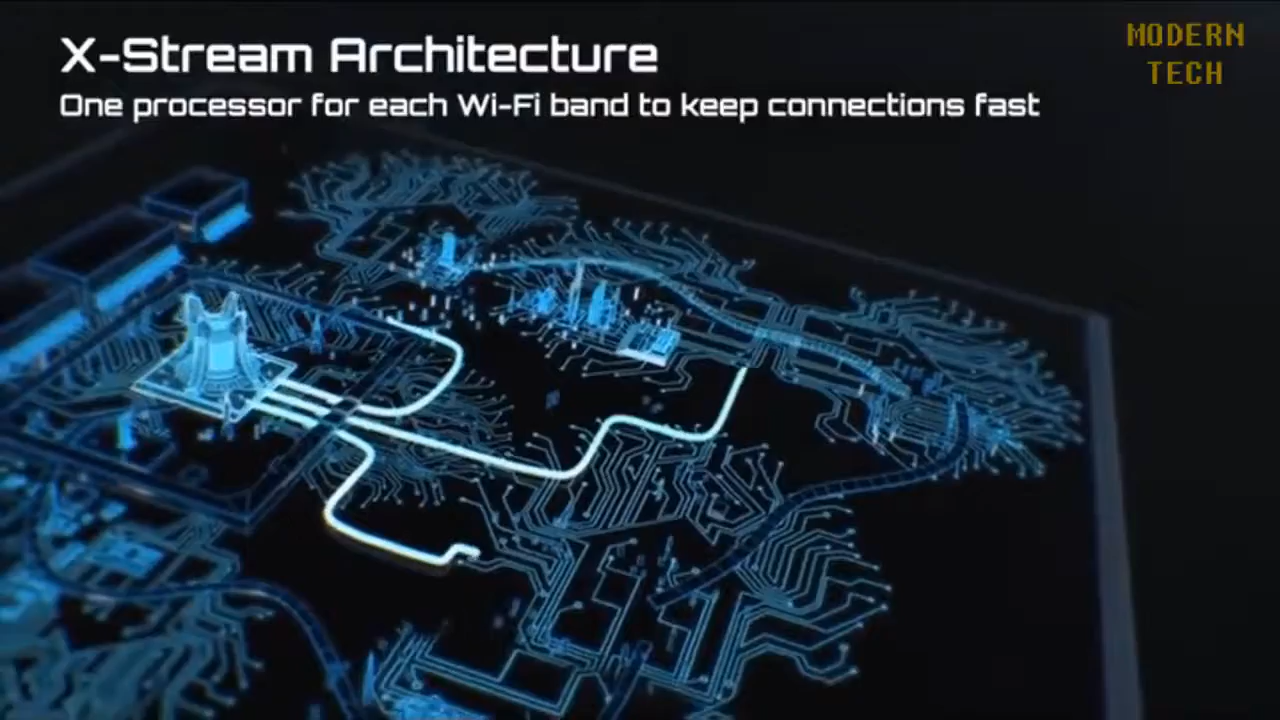 X-Stream Architecture
One processor for each Wi-Fi band to keep connections fast
MODERN
TECH